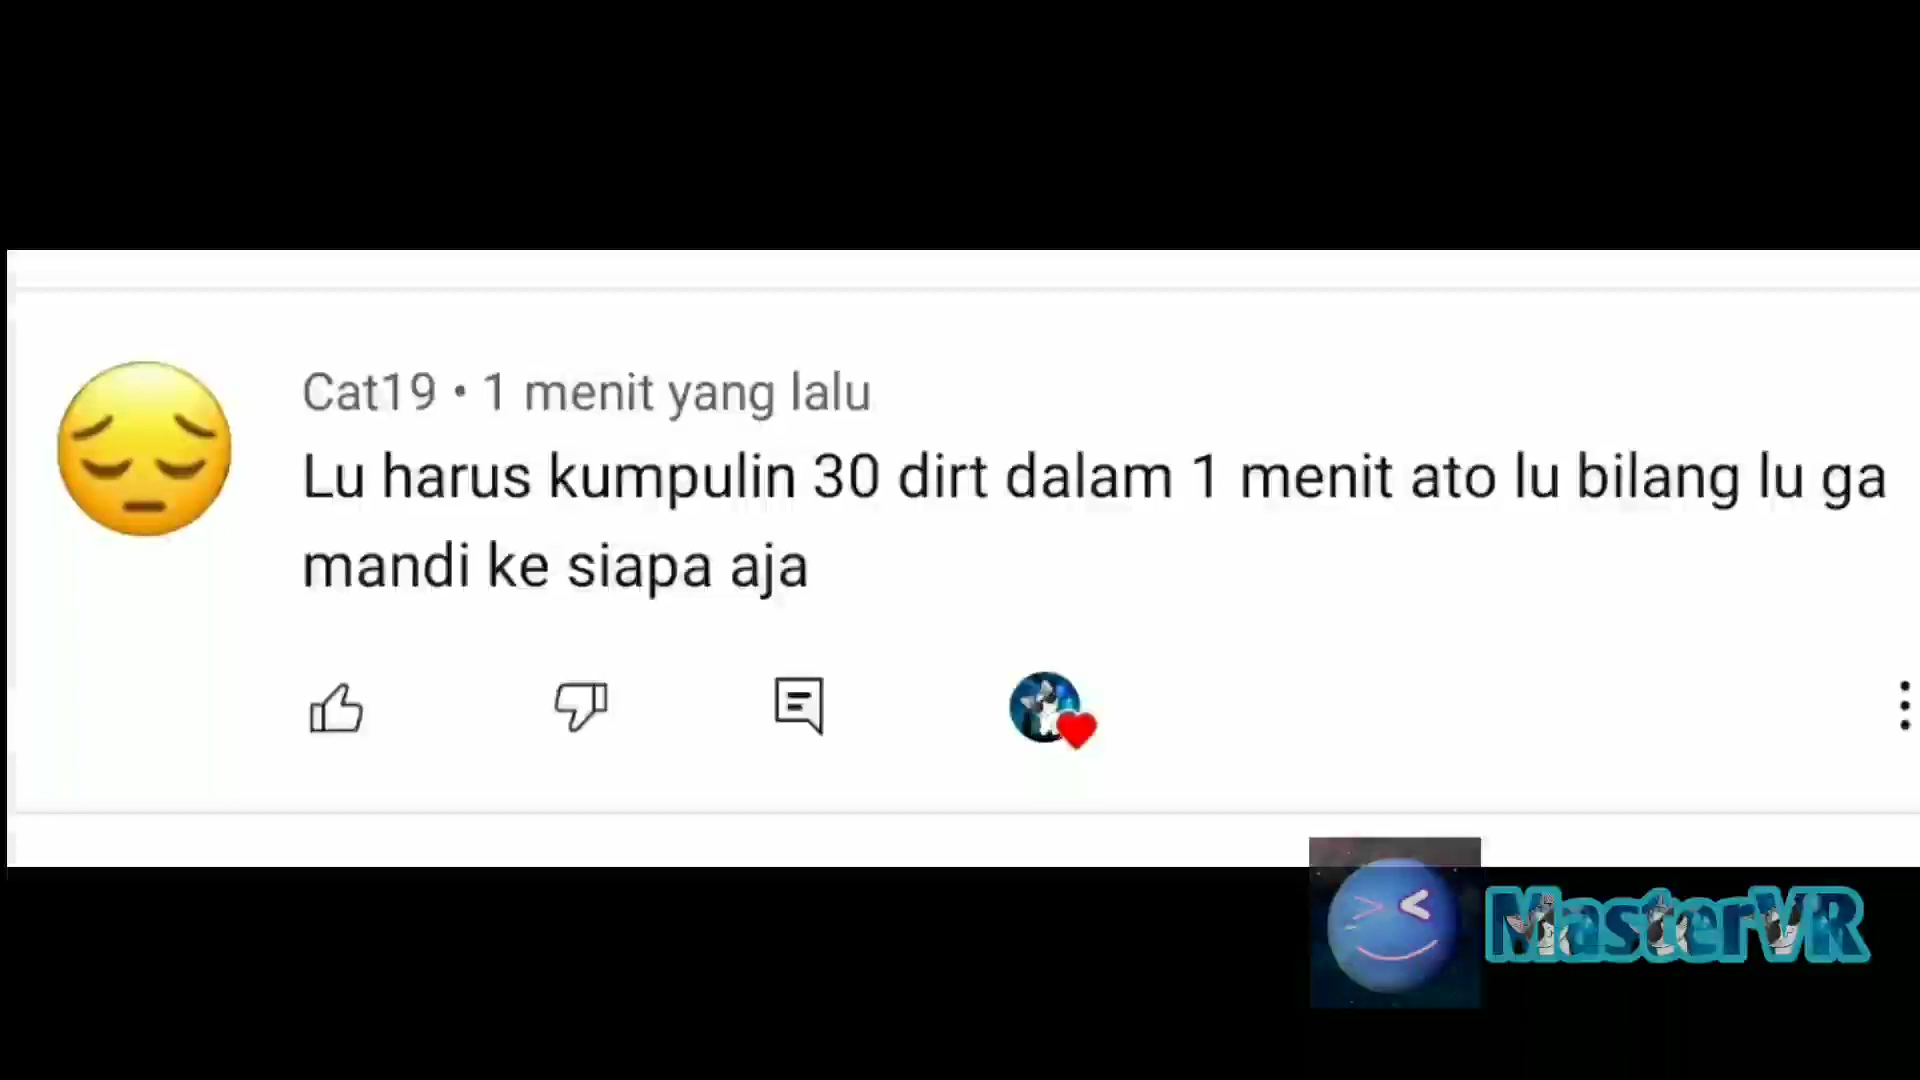 Cat19 • 1 menit yang lalu
Lu harus kumpulin 30 dirt dalam 1 menit ato lu bilang lu ga
mandi ke siapa aja
MasterVR